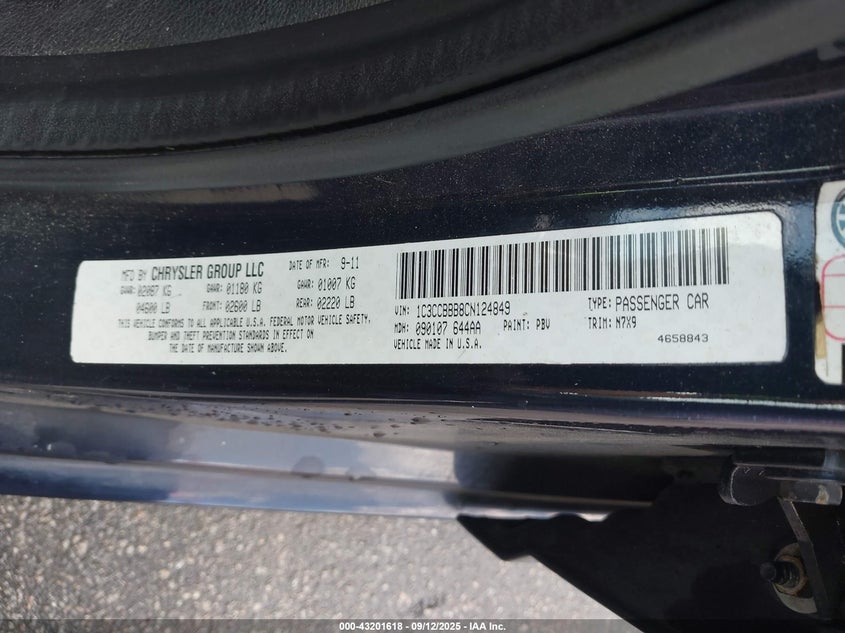 MFD BY CHRYSLER GROUP LLC DATE OF MFR: 9-11
GVWR: 02087 KG GAWR: 01180 KG GAWR: 01007 KG
04600 LB FRONT: 02600 LB REAR: 02220 LB
THIS VEHICLE CONFORMS TO ALL APPLICABLE U.S.A. FEDERAL MOTOR VEHICLE SAFETY,
BUMPER AND THEFT PREVENTION STANDARDS IN EFFECT ON
THE DATE OF MANUFACTURE SHOWN ABOVE.
VIN: 1C3CCBBB8CN124849 TYPE: PASSENGER CAR
MDH: 090107 644AA PAINT: PBV TRIM: N7X9
VEHICLE MADE IN U.S.A. 4658843
000-43201618 - 09/12/2025 - IAA Inc.